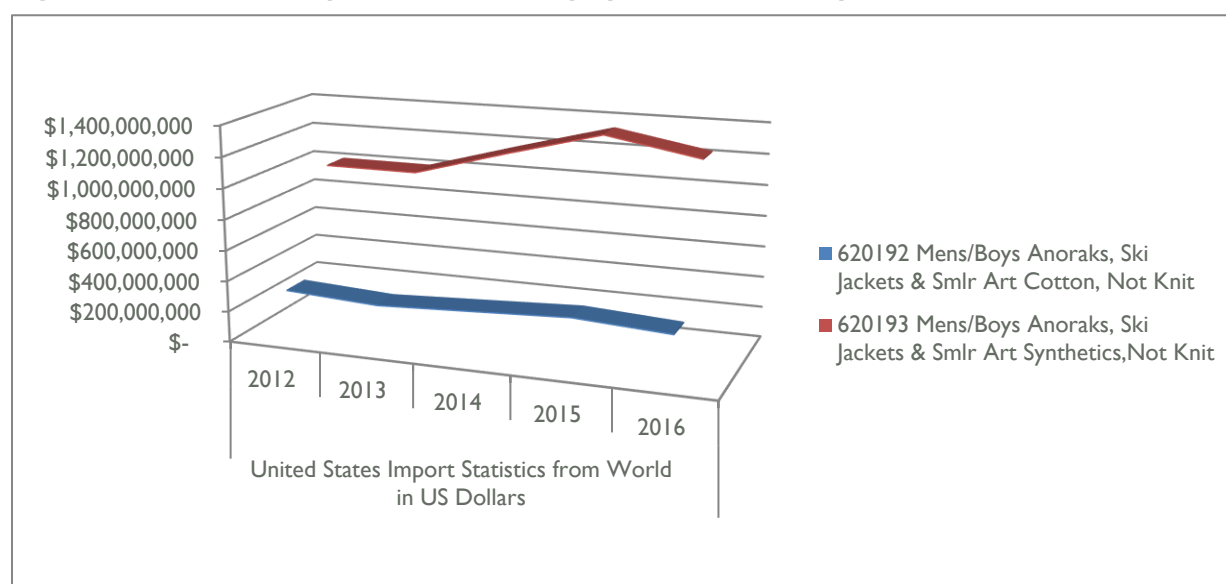 $1,400,000,000
$1,200,000,000
$1,000,000,000
$800,000,000
$600,000,000
$400,000,000
$200,000,000
$-
2012
2013
2014
2015
2016
United States Import Statistics from World
in US Dollars
620192 Mens/Boys Anoraks, Ski
Jackets & Smlr Art Cotton, Not Knit
620193 Mens/Boys Anoraks, Ski
Jackets & Smlr Art Synthetics,Not Knit